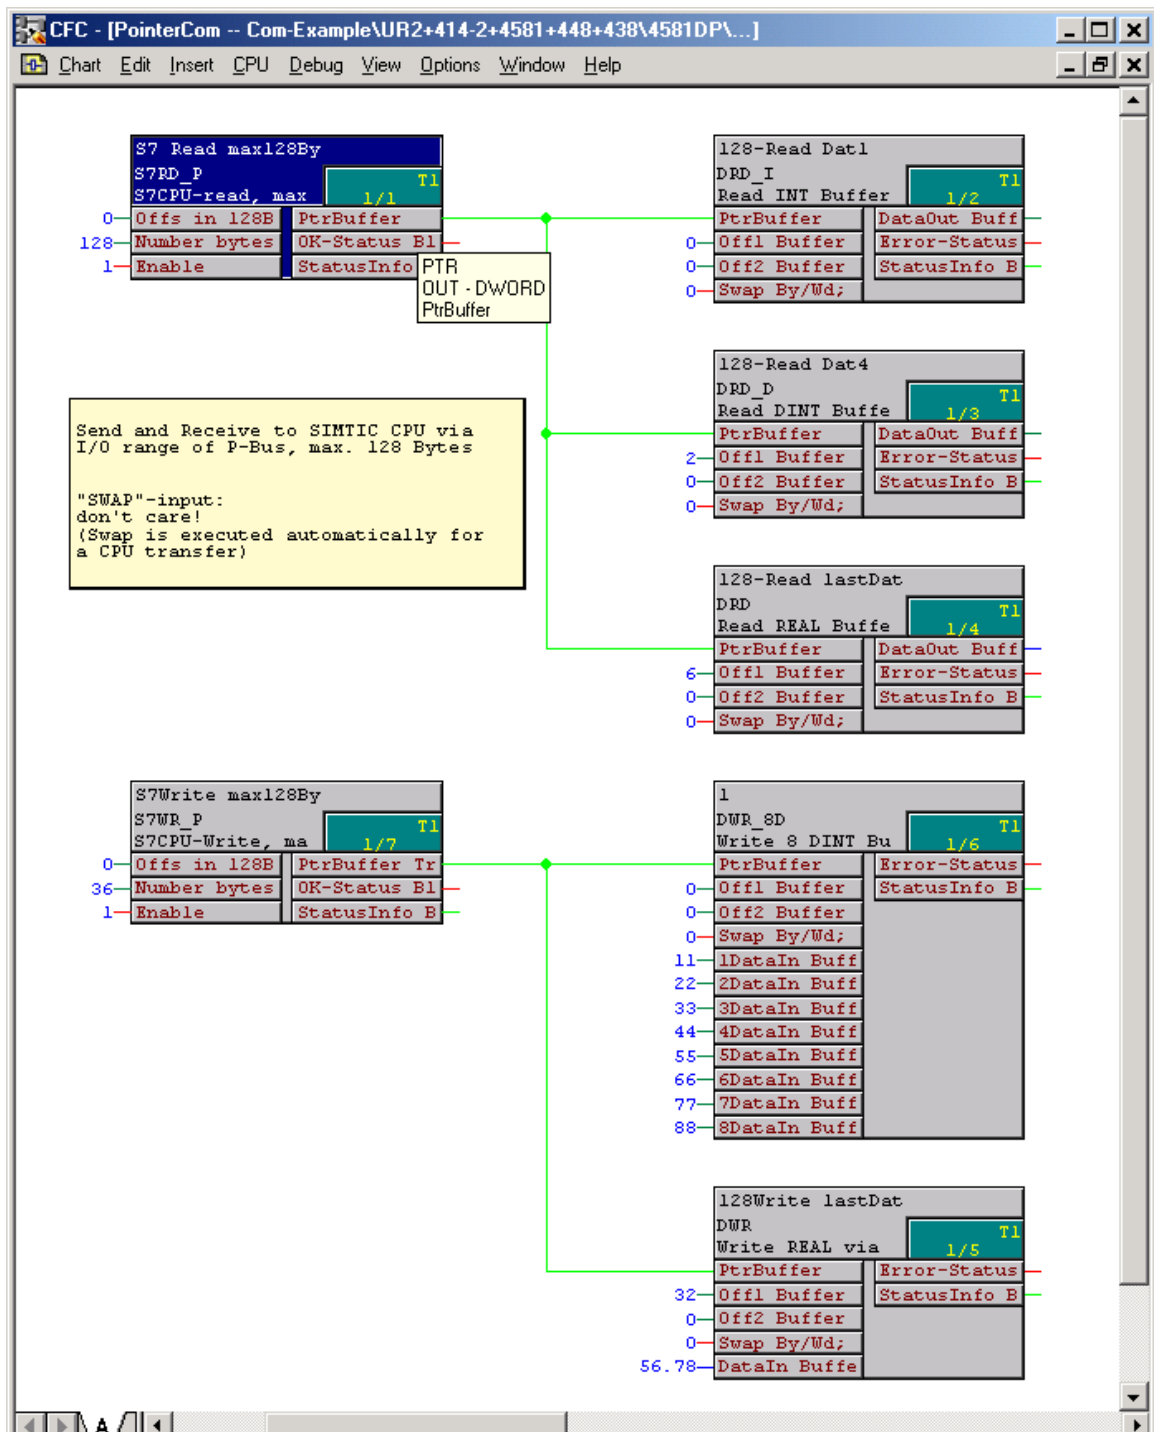 CFC - [PointerCom -- Com-Example\UR2+414-2+4581+448+438\4581DP\...]
Chart Edit Insert CPU Debug View Options Window Help
S7 Read max128By
S7RD_P
T1
S7CPU-read, max
1/1
0 Offs in 128B PtrBuffer
128 Number bytes OK-Status Bl
1 Enable StatusInfo
PTR
OUT - DWORD
PtrBuffer
128-Read Dat1
DRD_I
T1
Read INT Buffer
1/2
PtrBuffer DataOut Buff
0 Off1 Buffer Error-Status
0 Off2 Buffer StatusInfo B
0 Swap By/Wd;
128-Read Dat4
DRD_D
T1
Read DINT Buffe
1/3
PtrBuffer DataOut Buff
2 Off1 Buffer Error-Status
0 Off2 Buffer StatusInfo B
0 Swap By/Wd;
Send and Receive to SIMTIC CPU via
I/O range of P-Bus, max. 128 Bytes
"SWAP"-input:
don't care!
(Swap is executed automatically for
a CPU transfer)
128-Read lastDat
DRD
T1
Read REAL Buffe
1/4
PtrBuffer DataOut Buff
6 Off1 Buffer Error-Status
0 Off2 Buffer StatusInfo B
0 Swap By/Wd;
S7Write max128By
S7WR_P
T1
S7CPU-Write, ma
1/7
0 Offs in 128B PtrBuffer Tr
36 Number bytes OK-Status Bl
1 Enable StatusInfo B
1
DWR_8D
T1
Write 8 DINT Bu
1/6
PtrBuffer Error-Status
0 Off1 Buffer StatusInfo B
0 Off2 Buffer
0 Swap By/Wd;
11 1DataIn Buff
22 2DataIn Buff
33 3DataIn Buff
44 4DataIn Buff
55 5DataIn Buff
66 6DataIn Buff
77 7DataIn Buff
88 8DataIn Buff
128Write lastDat
DWR
T1
Write REAL via
1/5
PtrBuffer Error-Status
32 Off1 Buffer StatusInfo B
0 Off2 Buffer
0 Swap By/Wd;
56.78 DataIn Buffe
A